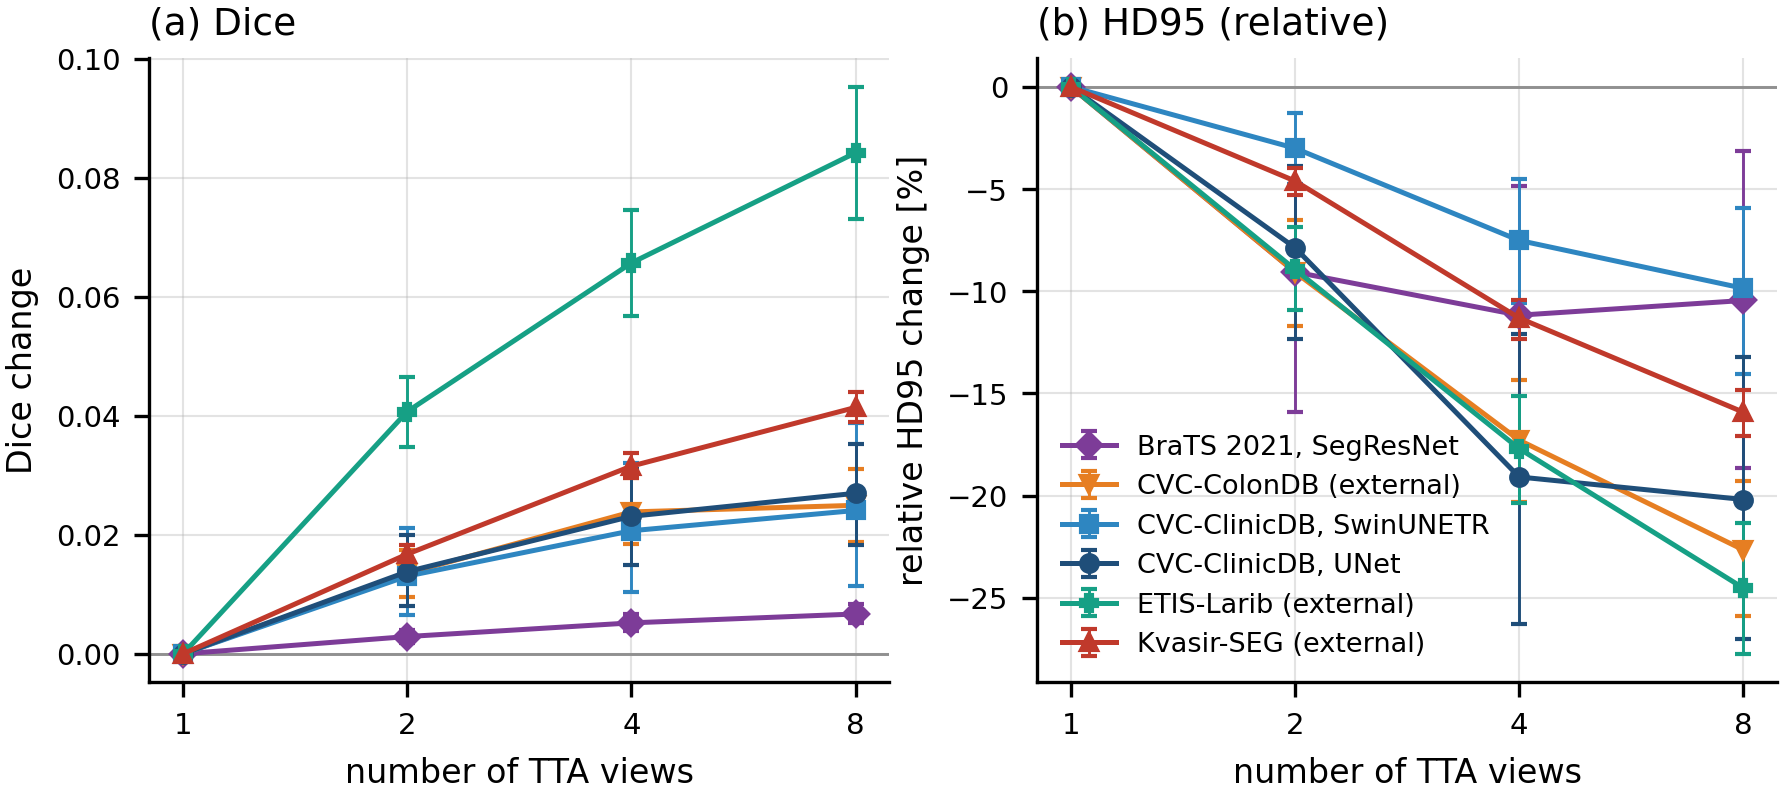 (a) Dice
Dice change
0.10
0.08
0.06
0.04
0.02
0.00
1 2 4 8
number of TTA views
(b) HD95 (relative)
relative HD95 change [%]
0
−5
−10
−15
−20
−25
BraTS 2021, SegResNet
CVC-ColonDB (external)
CVC-ClinicDB, SwinUNETR
CVC-ClinicDB, UNet
ETIS-Larib (external)
Kvasir-SEG (external)
1 2 4 8
number of TTA views